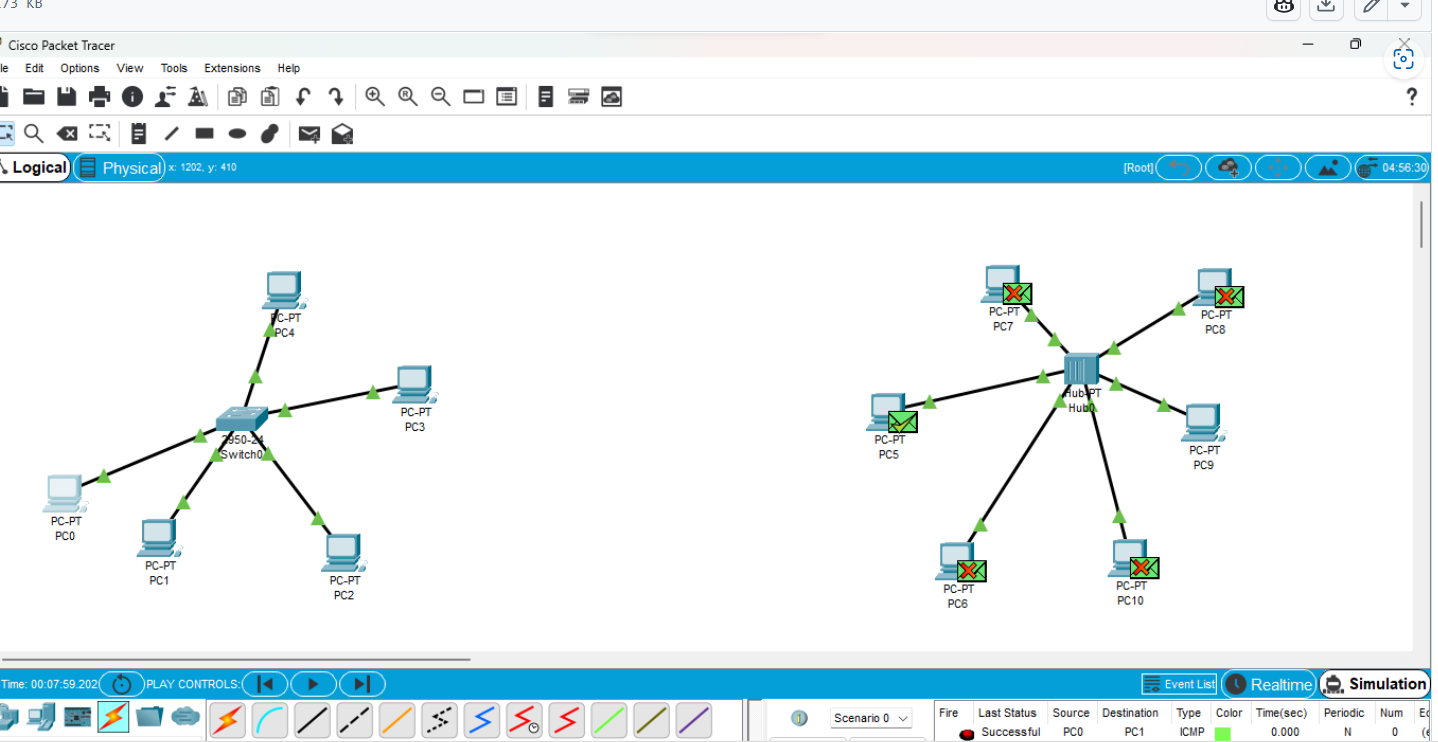 73 KB
Cisco Packet Tracer
le Edit Options View Tools Extensions Help
?
Logical Physical x: 1202, y: 410 [Root] 04:56:30
PC-PT
PC4
PC-PT
PC3
2950-24
Switch0
PC-PT
PC0
PC-PT
PC1
PC-PT
PC2
PC-PT
PC7
PC-PT
PC8
Hub-PT
Hub0
PC-PT
PC5
PC-PT
PC9
PC-PT
PC6
PC-PT
PC10
Time: 00:07:59.202 PLAY CONTROLS: Event List Realtime Simulation
Scenario 0
Fire Last Status Source Destination Type Color Time(sec) Periodic Num
Successful PC0 PC1 ICMP 0.000 N 0